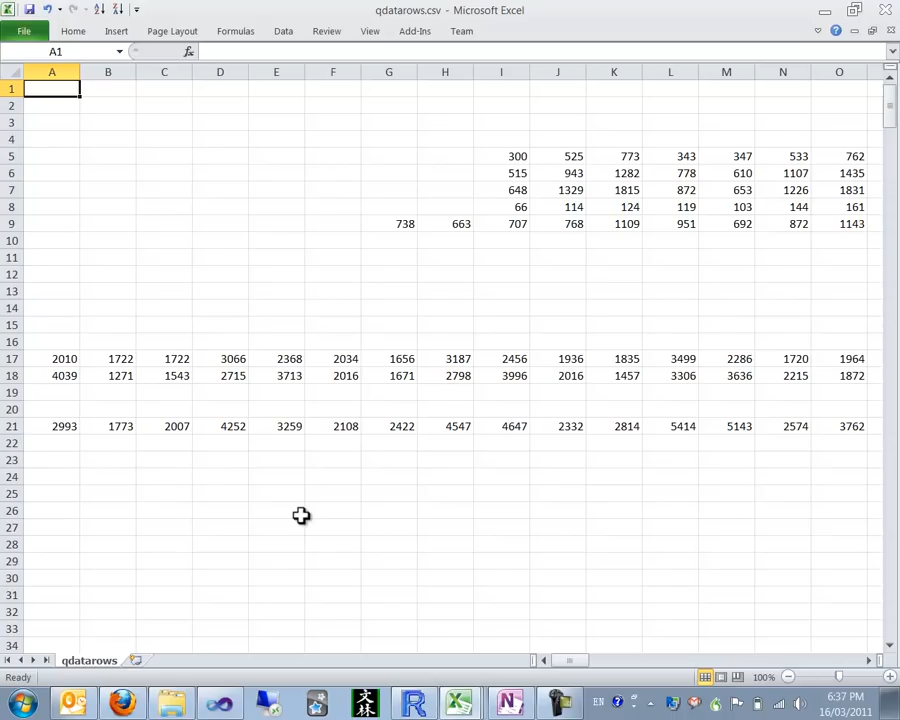 qdatarows.csv - Microsoft Excel
File Home Insert Page Layout Formulas Data Review View Add-Ins Team
A1 fx
A B C D E F G H I J K L M N O
1
2
3
4
5 300 525 773 343 347 533 762
6 515 943 1282 778 610 1107 1435
7 648 1329 1815 872 653 1226 1831
8 66 114 124 119 103 144 161
9 738 663 707 768 1109 951 692 872 1143
10
11
12
13
14
15
16
17 2010 1722 1722 3066 2368 2034 1656 3187 2456 1936 1835 3499 2286 1720 1964
18 4039 1271 1543 2715 3713 2016 1671 2798 3996 2016 1457 3306 3636 2215 1872
19
20
21 2993 1773 2007 4252 3259 2108 2422 4547 4647 2332 2814 5414 5143 2574 3762
22
23
24
25
26
27
28
29
30
31
32
33
34
qdatarows
Ready 100%
文林 R EN 6:37 PM
16/03/2011